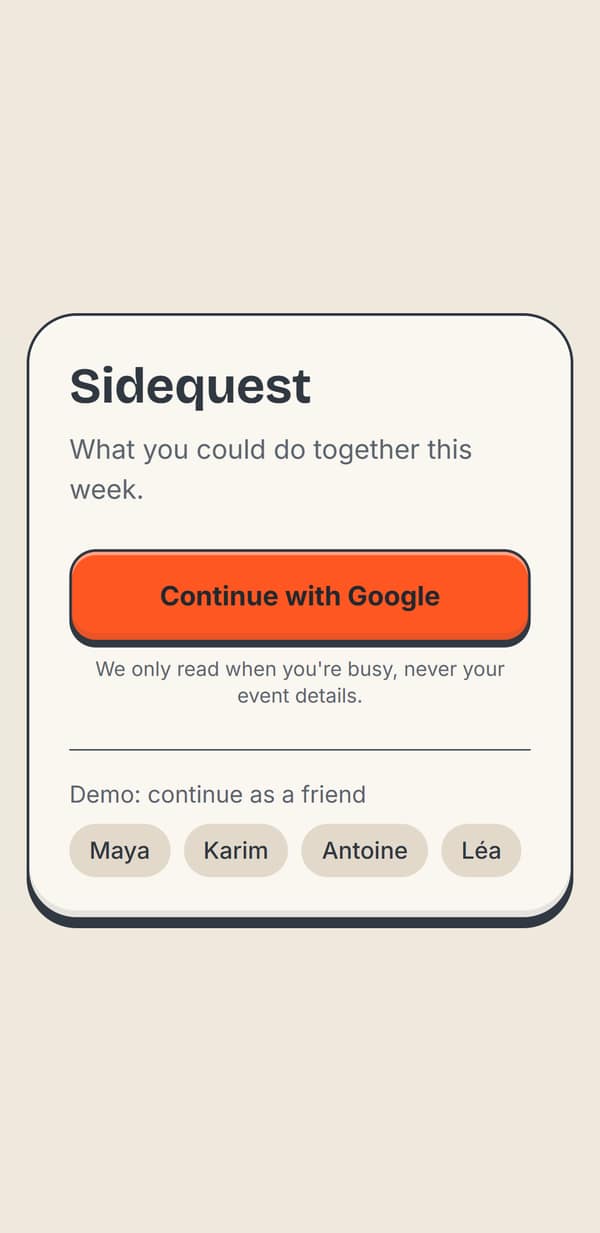 Sidequest
What you could do together this
week.
Continue with Google
We only read when you're busy, never your
event details.
Demo: continue as a friend
Maya Karim Antoine Léa